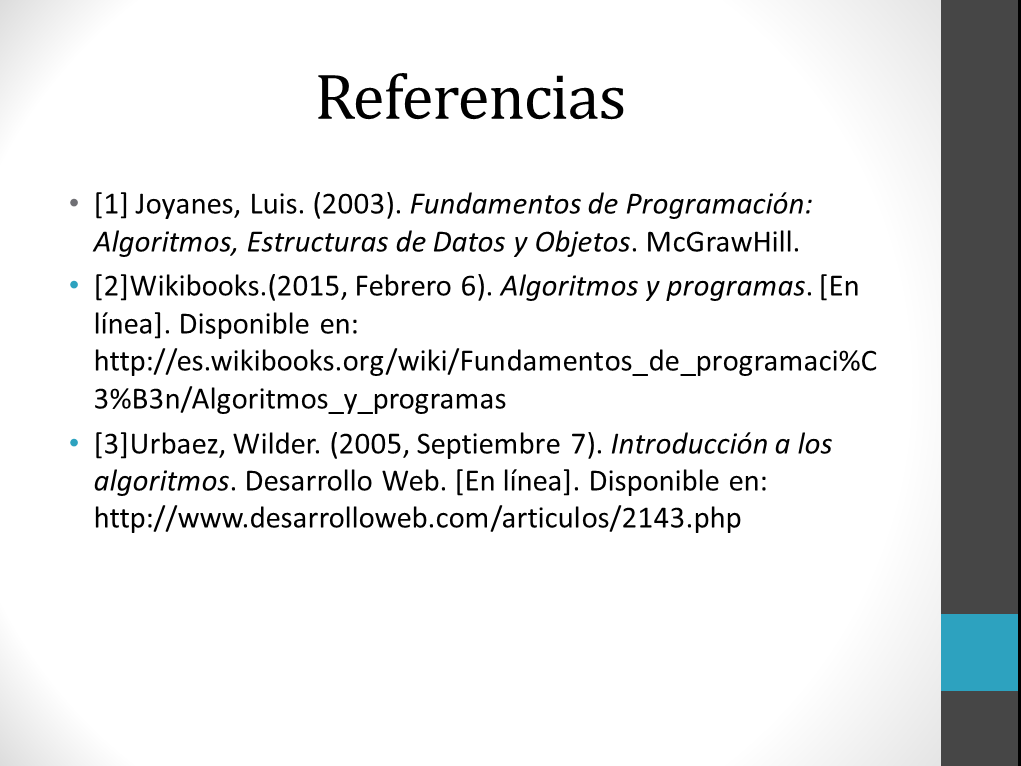 Referencias
• [1] Joyanes, Luis. (2003). Fundamentos de Programación:
Algoritmos, Estructuras de Datos y Objetos. McGrawHill.
• [2]Wikibooks.(2015, Febrero 6). Algoritmos y programas. [En
línea]. Disponible en:
http://es.wikibooks.org/wiki/Fundamentos_de_programaci%C
3%B3n/Algoritmos_y_programas
• [3]Urbaez, Wilder. (2005, Septiembre 7). Introducción a los
algoritmos. Desarrollo Web. [En línea]. Disponible en:
http://www.desarrolloweb.com/articulos/2143.php